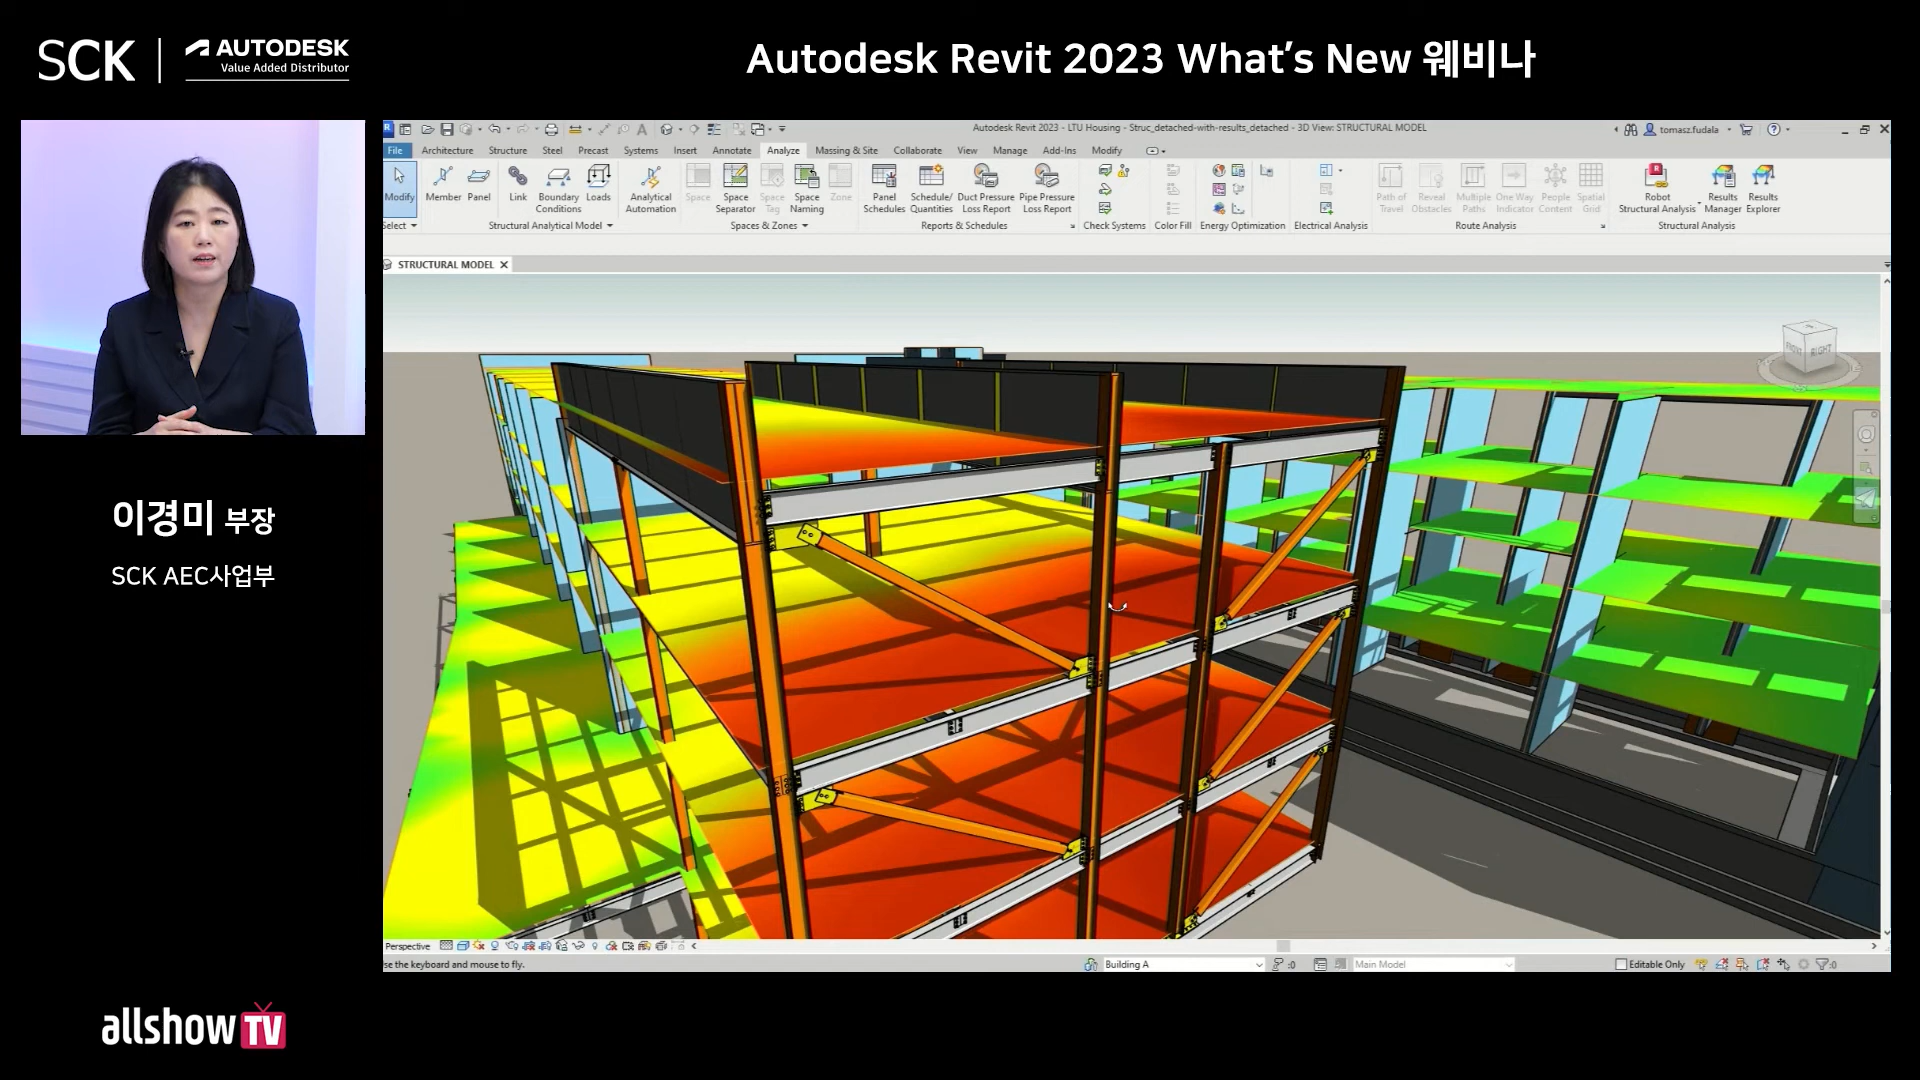 SCK
AUTODESK
Value Added Distributor
Autodesk Revit 2023 What's New 웨비나
Autodesk Revit 2023 - LTU Housing - Struc_detached-with-results_detached - 3D View: STRUCTURAL MODEL
tomasz.fudala
File Architecture Structure Steel Precast Systems Insert Annotate Analyze Massing & Site Collaborate View Manage Add-Ins Modify
Modify
Member
Panel
Link
Boundary
Conditions
Loads
Analytical
Automation
Space
Space
Separator
Space
Tag
Space
Naming
Zone
Panel
Schedules
Schedule/
Quantities
Duct Pressure
Loss Report
Pipe Pressure
Loss Report
Path of
Travel
Reveal
Obstacles
Multiple
Paths
One Way
Indicator
People
Content
Spatial
Grid
Robot
Structural Analysis
Results
Manager
Results
Explorer
Select
Structural Analytical Model
Spaces & Zones
Reports & Schedules
Check Systems
Color Fill
Energy Optimization
Electrical Analysis
Route Analysis
Structural Analysis
STRUCTURAL MODEL
FRONT
RIGHT
이경미 부장
SCK AEC사업부
Perspective
se the keyboard and mouse to fly.
Building A
:0
Main Model
Editable Only
:0
allshow TV